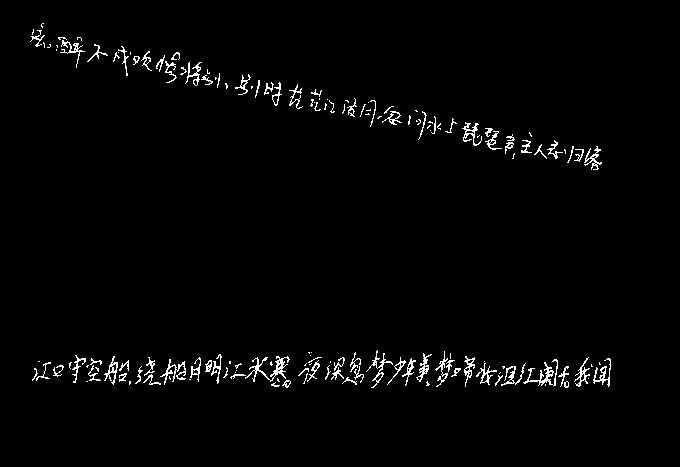 宏。醉不成欢惨将别、别时茫茫江浸月。忽闻水上琵琶声,主人忘归客
江口守空船,绕船月明江水寒。夜深忽梦少年事,梦啼妆泪红阑干我闻